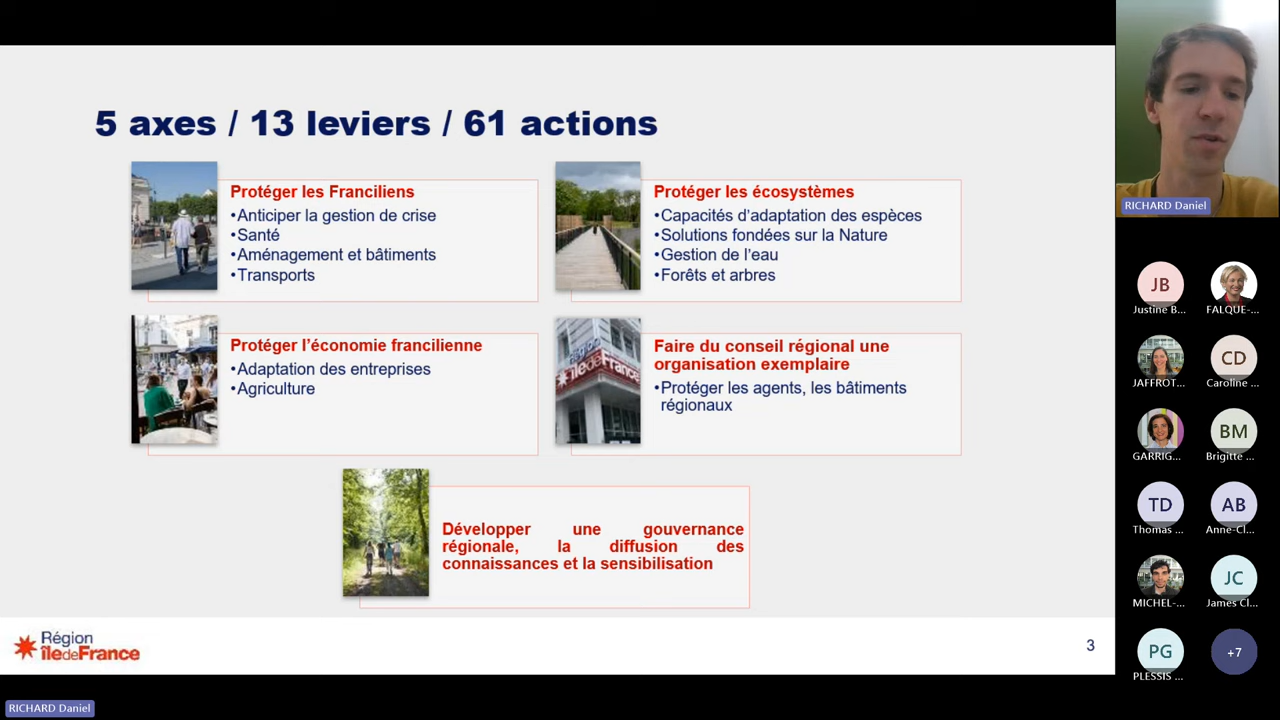 5 axes / 13 leviers / 61 actions
Protéger les Franciliens
•Anticiper la gestion de crise
•Santé
•Aménagement et bâtiments
•Transports
Protéger les écosystèmes
•Capacités d’adaptation des espèces
•Solutions fondées sur la Nature
•Gestion de l’eau
•Forêts et arbres
Protéger l’économie francilienne
•Adaptation des entreprises
•Agriculture
Région
îledeFrance
Faire du conseil régional une
organisation exemplaire
•Protéger les agents, les bâtiments
régionaux
Développer une gouvernance
régionale, la diffusion des
connaissances et la sensibilisation
Région
îledeFrance
3
RICHARD Daniel
RICHARD Daniel
JB
Justine B...
FALQUE-...
JAFFROT...
CD
Caroline ...
GARRIG...
BM
Brigitte ...
TD
Thomas ...
AB
Anne-Cl...
MICHEL-...
JC
James Cl...
PG
PLESSIS ...
+7